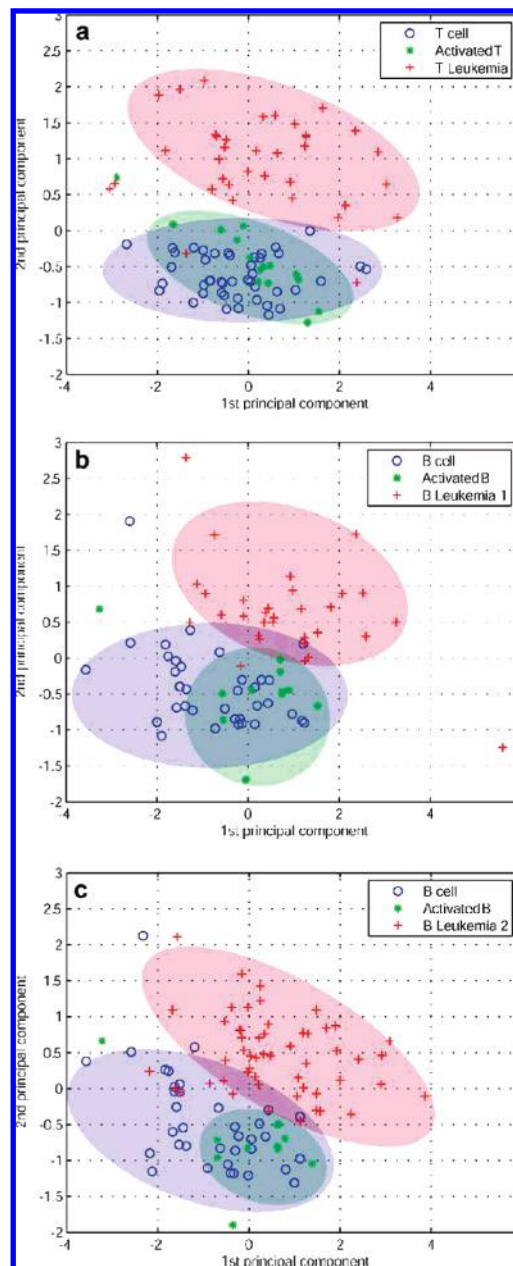 a
T cell
Activated T
T Leukemia
3
2.5
2
1.5
1
0.5
0
-0.5
-1
-1.5
-2
2nd principal component
-4 -2 0 2 4
1st principal component
b
B cell
Activated B
B Leukemia 1
3
2.5
2
1.5
1
0.5
0
-0.5
-1
-1.5
-2
2nd principal component
-4 -2 0 2 4
1st principal component
c
B cell
Activated B
B Leukemia 2
3
2.5
2
1.5
1
0.5
0
-0.5
-1
-1.5
-2
2nd principal component
-4 -2 0 2 4
1st principal component